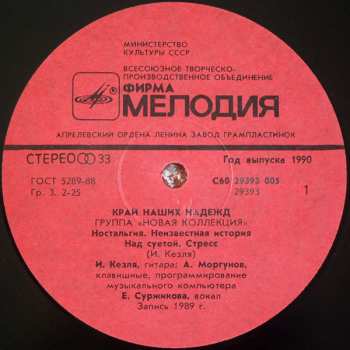 МИНИСТЕРСТВО
КУЛЬТУРЫ СССР
ВСЕСОЮЗНОЕ ТВОРЧЕСКО-
ПРОИЗВОДСТВЕННОЕ ОБЪЕДИНЕНИЕ
ФИРМА
МЕЛОДИЯ
АПРЕЛЕВСКИЙ ОРДЕНА ЛЕНИНА ЗАВОД ГРАМПЛАСТИНОК
СТЕРЕО 33
Год выпуска 1990
ГОСТ 5289-88
Гр. 3. 2-25
С60 29393 005
29393
1
КРАЙ НАШИХ НАДЕЖД
ГРУППА «НОВАЯ КОЛЛЕКЦИЯ»
Ностальгия. Неизвестная история
Над суетой. Стресс
(И. Кезля)
И. Кезля, гитара; А. Моргунов,
клавишные, программирование
музыкального компьютера
Е. Суржикова, вокал
Запись 1989 г.